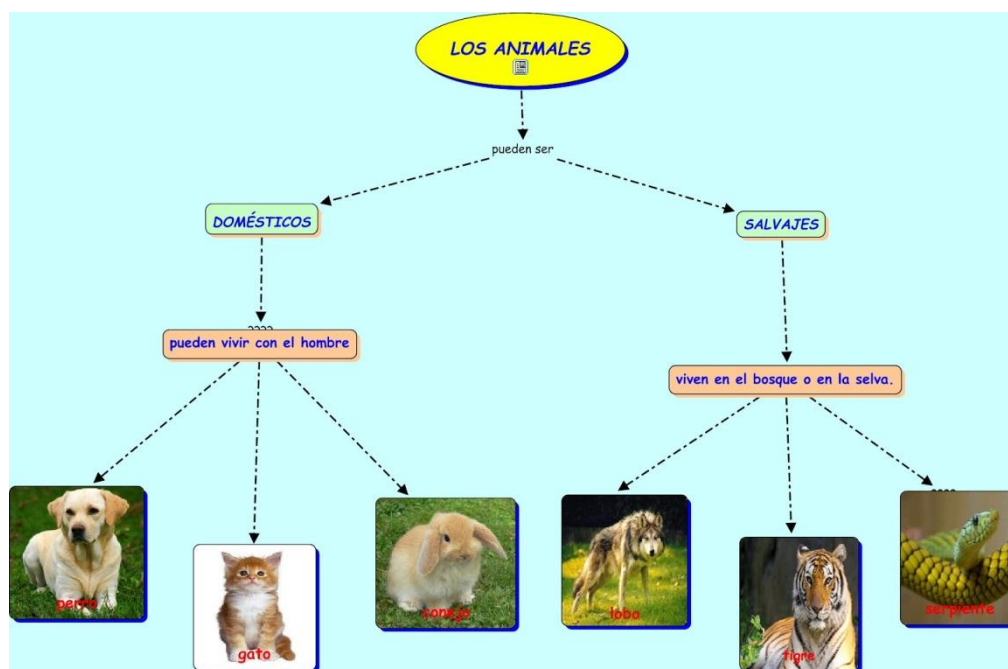 LOS ANIMALES
pueden ser
DOMÉSTICOS
SALVAJES
????
pueden vivir con el hombre
viven en el bosque o en la selva.
????
perro
gato
conejo
loba
tigre
serpiente